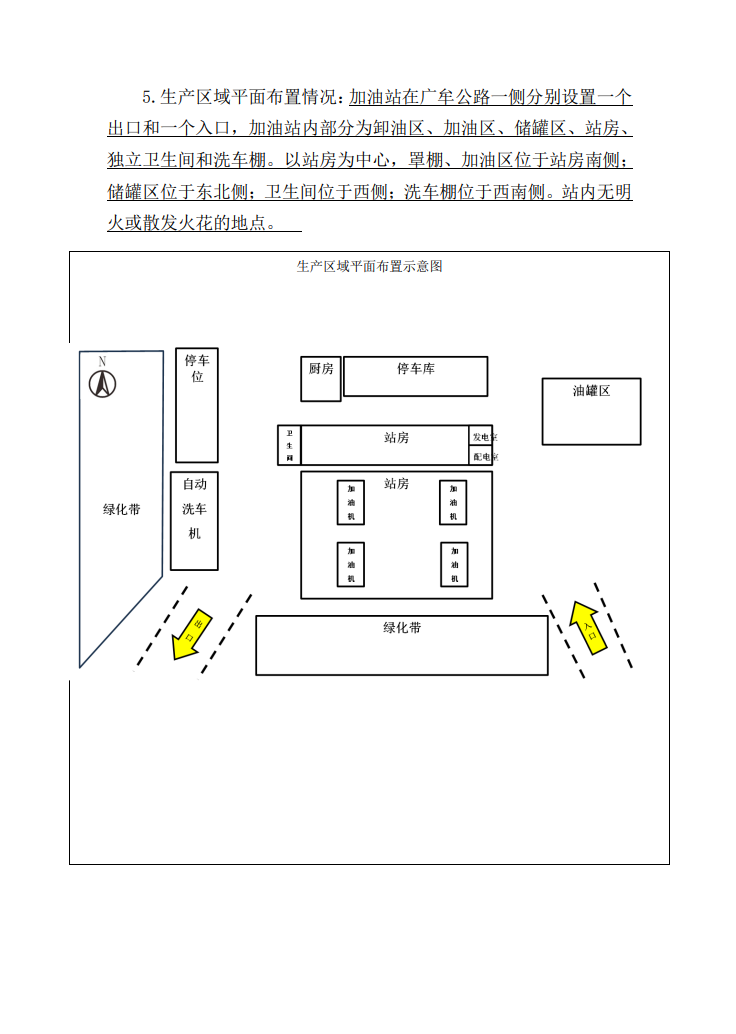 5.生产区域平面布置情况：加油站在广牟公路一侧分别设置一个
出口和一个入口，加油站内部分为卸油区、加油区、储罐区、站房、
独立卫生间和洗车棚。以站房为中心，罩棚、加油区位于站房南侧；
储罐区位于东北侧；卫生间位于西侧；洗车棚位于西南侧。站内无明
火或散发火花的地点。
生产区域平面布置示意图
N
停车
位
厨房
停车库
油罐区
卫
生
间
站房
发电室
配电室
绿化带
自动
洗车
机
站房
加
油
机
加
油
机
加
油
机
加
油
机
出
口
绿化带
入
口